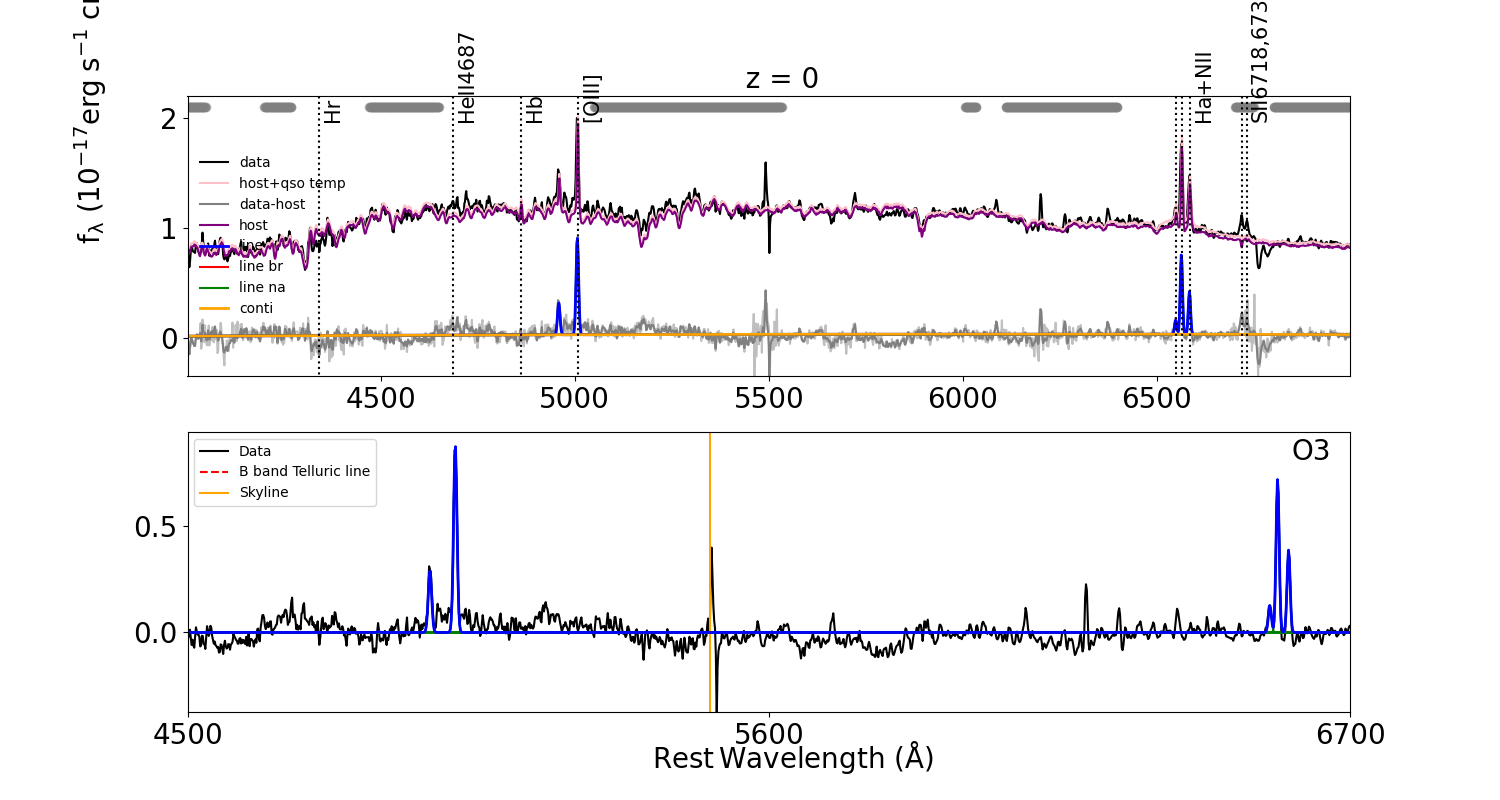 z = 0
f_λ (10⁻¹⁷erg s⁻¹
Hr
HeII4687
Hb
[OIII]
Ha+NII
SII6718,673
2
1
0
data
host+qso temp
data-host
host
line
line br
line na
conti
4500
5000
5500
6000
6500
Data
B band Telluric line
Skyline
O3
0.5
0.0
4500
5600
6700
Rest Wavelength (Å)